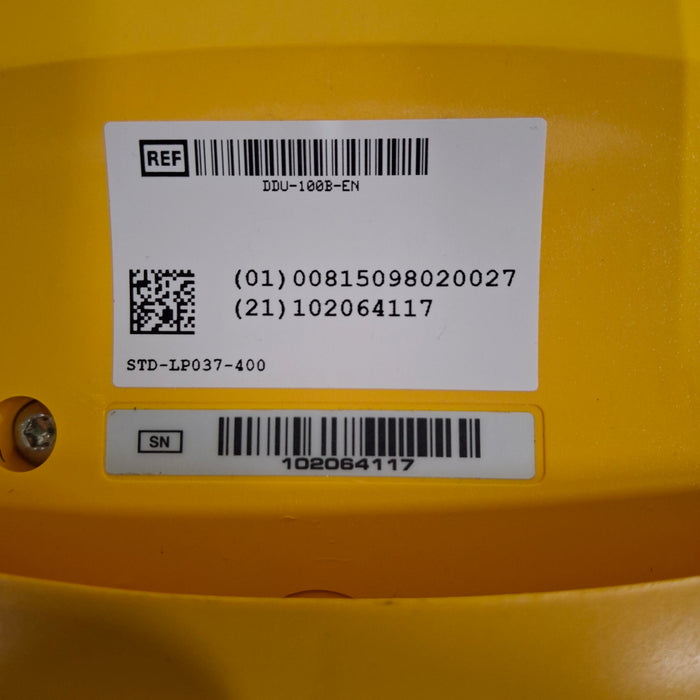 REF
DDU-100B-EN
(01)00815098020027
(21)102064117
STD-LP037-400
SN
102064117